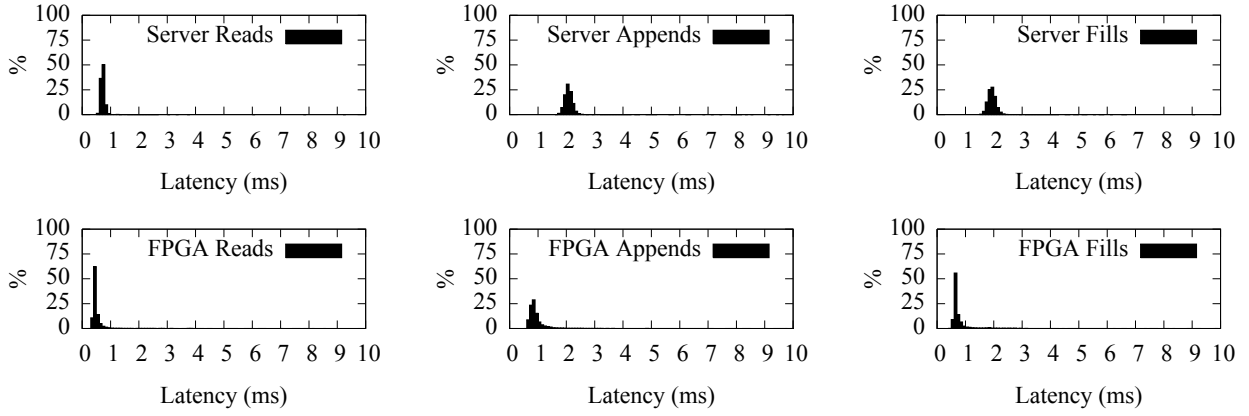 100
75
50
25
0
%
Server Reads
0 1 2 3 4 5 6 7 8 9 10
Latency (ms)
100
75
50
25
0
%
Server Appends
0 1 2 3 4 5 6 7 8 9 10
Latency (ms)
100
75
50
25
0
%
Server Fills
0 1 2 3 4 5 6 7 8 9 10
Latency (ms)
100
75
50
25
0
%
FPGA Reads
0 1 2 3 4 5 6 7 8 9 10
Latency (ms)
100
75
50
25
0
%
FPGA Appends
0 1 2 3 4 5 6 7 8 9 10
Latency (ms)
100
75
50
25
0
%
FPGA Fills
0 1 2 3 4 5 6 7 8 9 10
Latency (ms)